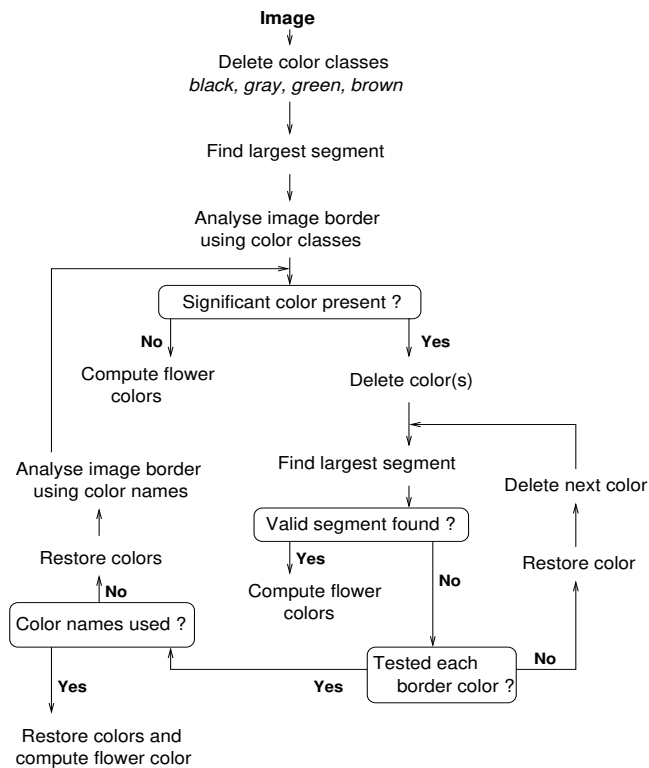 Image
Delete color classes
black, gray, green, brown
Find largest segment
Analyse image border
using color classes
Significant color present ?
No
Yes
Compute flower
colors
Delete color(s)
Analyse image border
using color names
Find largest segment
Delete next color
Valid segment found ?
Restore colors
Yes
No
Compute flower
colors
Restore color
No
Color names used ?
Tested each
border color ?
No
Yes
Yes
Restore colors and
compute flower color